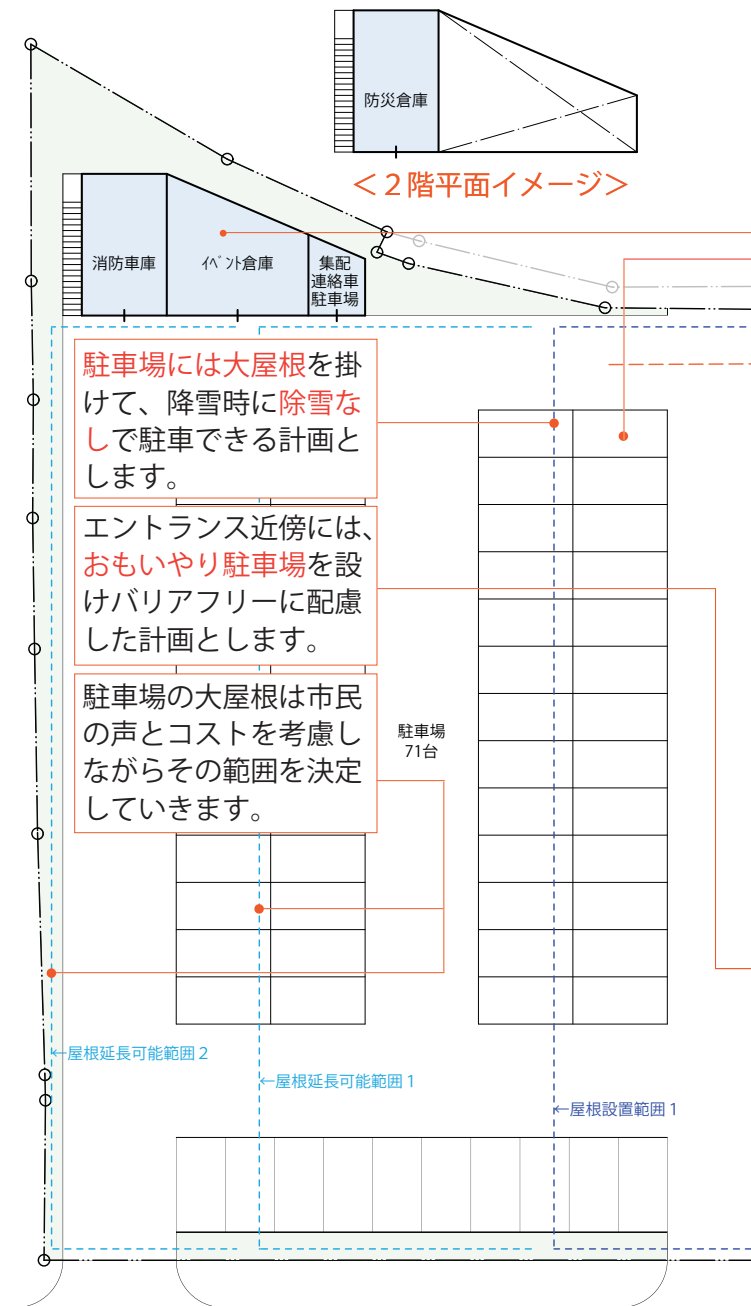 防災倉庫
＜２階平面イメージ＞
消防車庫
ｲﾍﾞﾝﾄ倉庫
集配
連絡車
駐車場
駐車場には大屋根を掛
けて、降雪時に除雪な
しで駐車できる計画と
します。
エントランス近傍には、
おもいやり駐車場を設
けバリアフリーに配慮
した計画とします。
駐車場の大屋根は市民
の声とコストを考慮し
ながらその範囲を決定
していきます。
駐車場
71台
←屋根延長可能範囲２
←屋根延長可能範囲１
←屋根設置範囲１